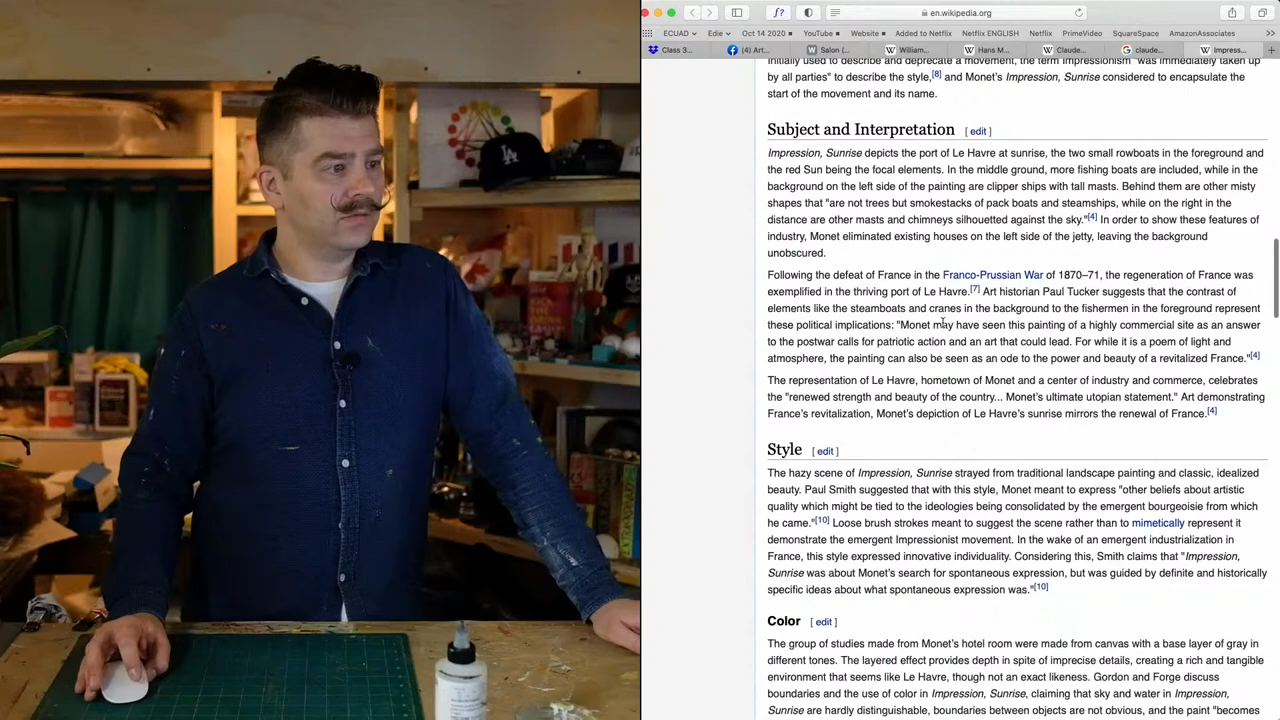 f?
en.wikipedia.org
ECUAD
Edie
Oct 14 2020
YouTube
Website
Added to Netflix
Netflix ENGLISH
Netflix
PrimeVideo
SquareSpace
AmazonAssociates
Class 3...
(4) Art...
Salon (...
William...
Hans M...
Claude...
claude...
Impress...
initially used to describe and deprecate a movement, the term Impressionism "was immediately taken up
by all parties" to describe the style,[8] and Monet's Impression, Sunrise considered to encapsulate the
start of the movement and its name.
Subject and Interpretation [ edit ]
Impression, Sunrise depicts the port of Le Havre at sunrise, the two small rowboats in the foreground and
the red Sun being the focal elements. In the middle ground, more fishing boats are included, while in the
background on the left side of the painting are clipper ships with tall masts. Behind them are other misty
shapes that "are not trees but smokestacks of pack boats and steamships, while on the right in the
distance are other masts and chimneys silhouetted against the sky."[4] In order to show these features of
industry, Monet eliminated existing houses on the left side of the jetty, leaving the background
unobscured.
Following the defeat of France in the Franco-Prussian War of 1870–71, the regeneration of France was
exemplified in the thriving port of Le Havre.[7] Art historian Paul Tucker suggests that the contrast of
elements like the steamboats and cranes in the background to the fishermen in the foreground represent
these political implications: "Monet may have seen this painting of a highly commercial site as an answer
to the postwar calls for patriotic action and an art that could lead. For while it is a poem of light and
atmosphere, the painting can also be seen as an ode to the power and beauty of a revitalized France."[4]
The representation of Le Havre, hometown of Monet and a center of industry and commerce, celebrates
the "renewed strength and beauty of the country... Monet's ultimate utopian statement." Art demonstrating
France's revitalization, Monet's depiction of Le Havre's sunrise mirrors the renewal of France.[4]
Style [ edit ]
The hazy scene of Impression, Sunrise strayed from traditional landscape painting and classic, idealized
beauty. Paul Smith suggested that with this style, Monet meant to express "other beliefs about artistic
quality which might be tied to the ideologies being consolidated by the emergent bourgeoisie from which
he came."[10] Loose brush strokes meant to suggest the scene rather than to mimetically represent it
demonstrate the emergent Impressionist movement. In the wake of an emergent industrialization in
France, this style expressed innovative individuality. Considering this, Smith claims that "Impression,
Sunrise was about Monet's search for spontaneous expression, but was guided by definite and historically
specific ideas about what spontaneous expression was."[10]
Color [ edit ]
The group of studies made from Monet's hotel room were made from canvas with a base layer of gray in
different tones. The layered effect provides depth in spite of imprecise details, creating a rich and tangible
environment that seems like Le Havre, though not an exact likeness. Gordon and Forge discuss
boundaries and the use of color in Impression, Sunrise, claiming that sky and water in Impression,
Sunrise are hardly distinguishable, boundaries between objects are not obvious, and the paint "becomes